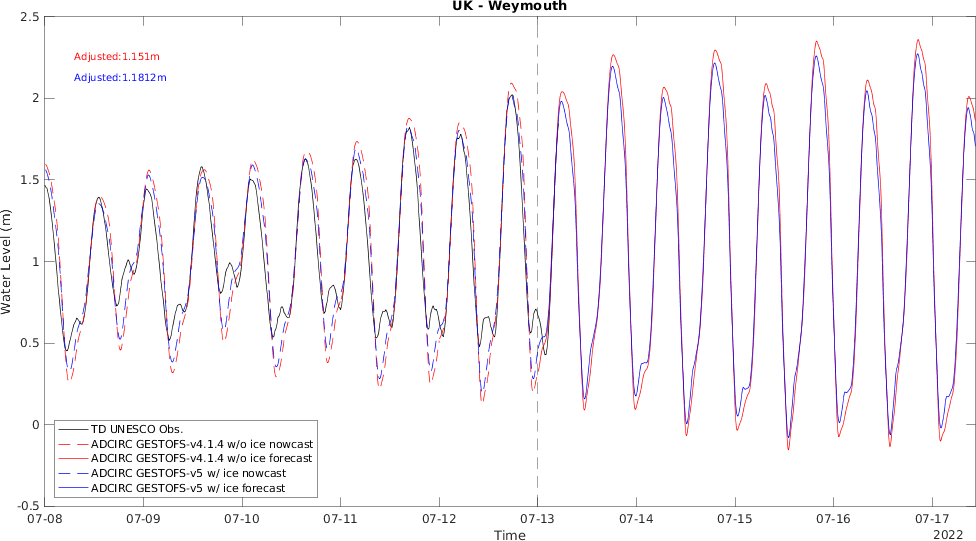 UK - Weymouth
2.5
Adjusted:1.151m
Adjusted:1.1812m
2
1.5
1
0.5
0
-0.5
Water Level (m)
TD UNESCO Obs.
ADCIRC GESTOFS-v4.1.4 w/o ice nowcast
ADCIRC GESTOFS-v4.1.4 w/o ice forecast
ADCIRC GESTOFS-v5 w/ ice nowcast
ADCIRC GESTOFS-v5 w/ ice forecast
07-08 07-09 07-10 07-11 07-12 07-13 07-14 07-15 07-16 07-17
Time
2022